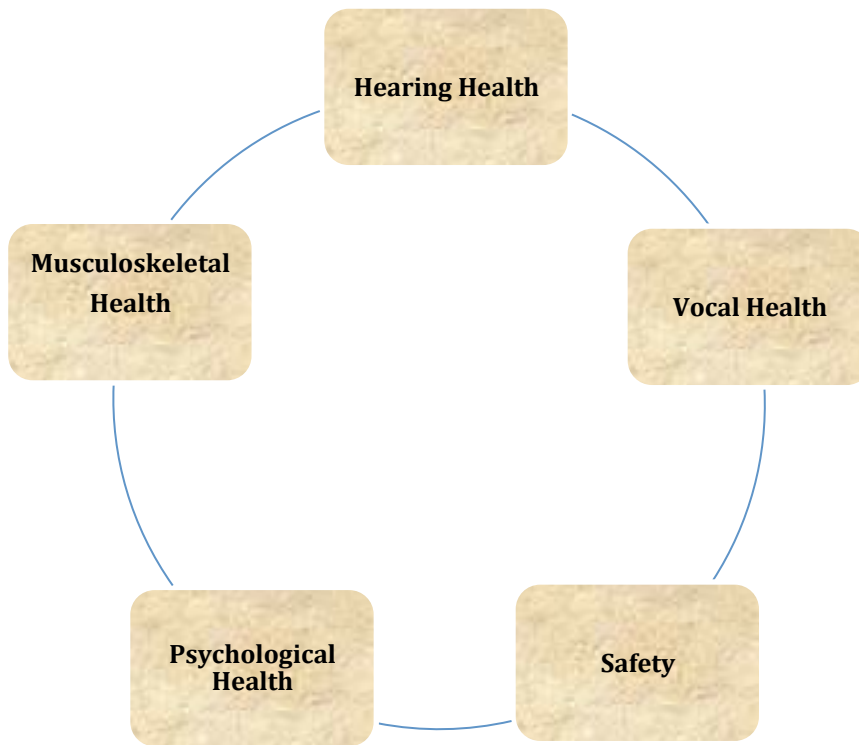 Hearing Health
Vocal Health
Safety
Psychological
Health
Musculoskeletal
Health